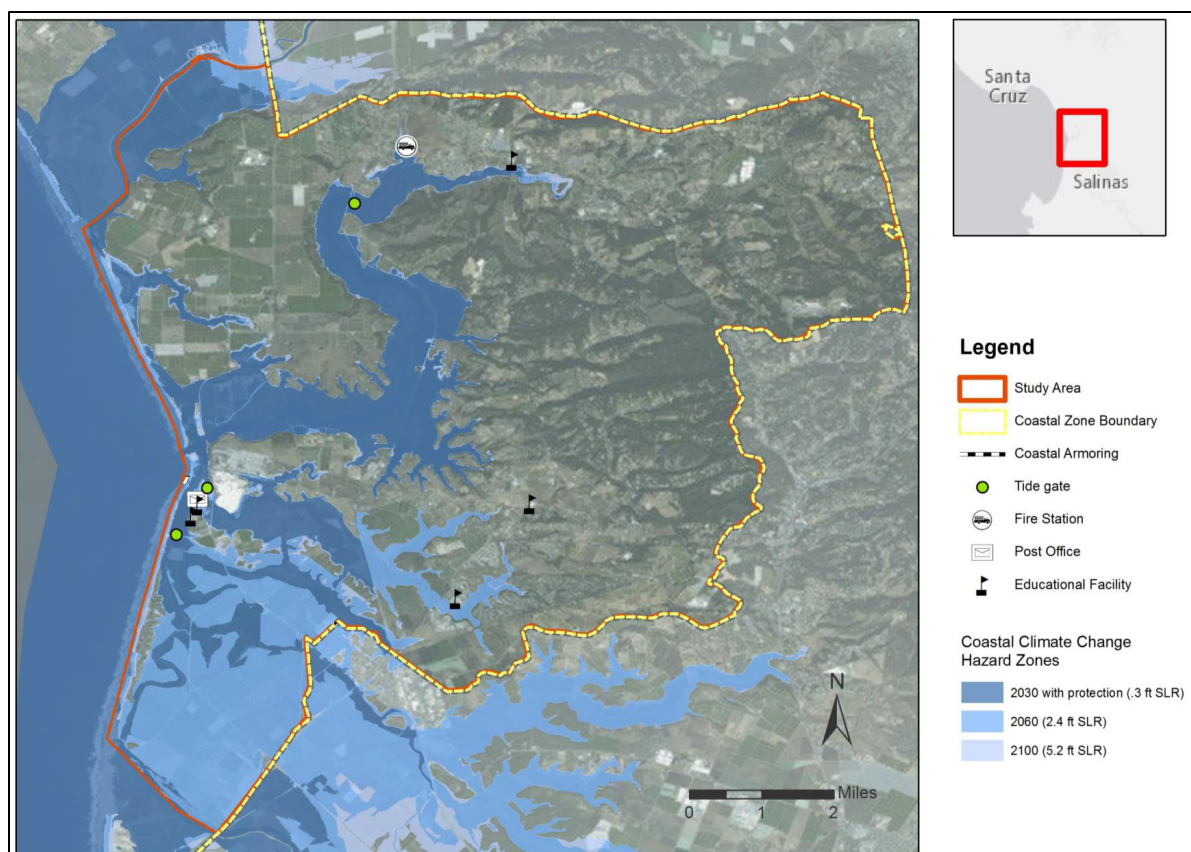 Santa
Cruz
Salinas
Legend
Study Area
Coastal Zone Boundary
Coastal Armoring
Tide gate
Fire Station
Post Office
Educational Facility
Coastal Climate Change
Hazard Zones
2030 with protection (.3 ft SLR)
2060 (2.4 ft SLR)
2100 (5.2 ft SLR)
N
Miles
0 1 2